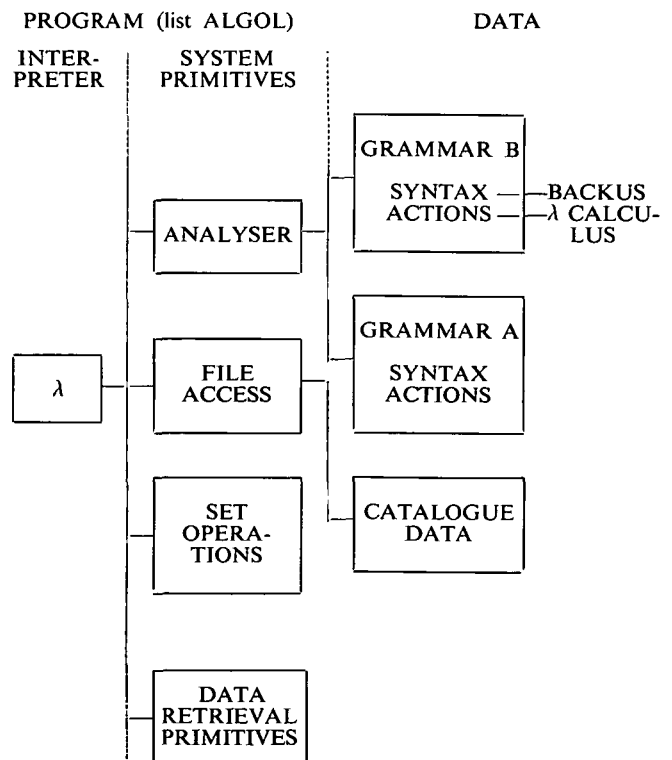 PROGRAM (list ALGOL)
DATA
INTER-
PRETER
SYSTEM
PRIMITIVES
GRAMMAR B
SYNTAX
ACTIONS
BACKUS
λ CALCU-
LUS
ANALYSER
GRAMMAR A
SYNTAX
ACTIONS
λ
FILE
ACCESS
SET
OPERA-
TIONS
CATALOGUE
DATA
DATA
RETRIEVAL
PRIMITIVES